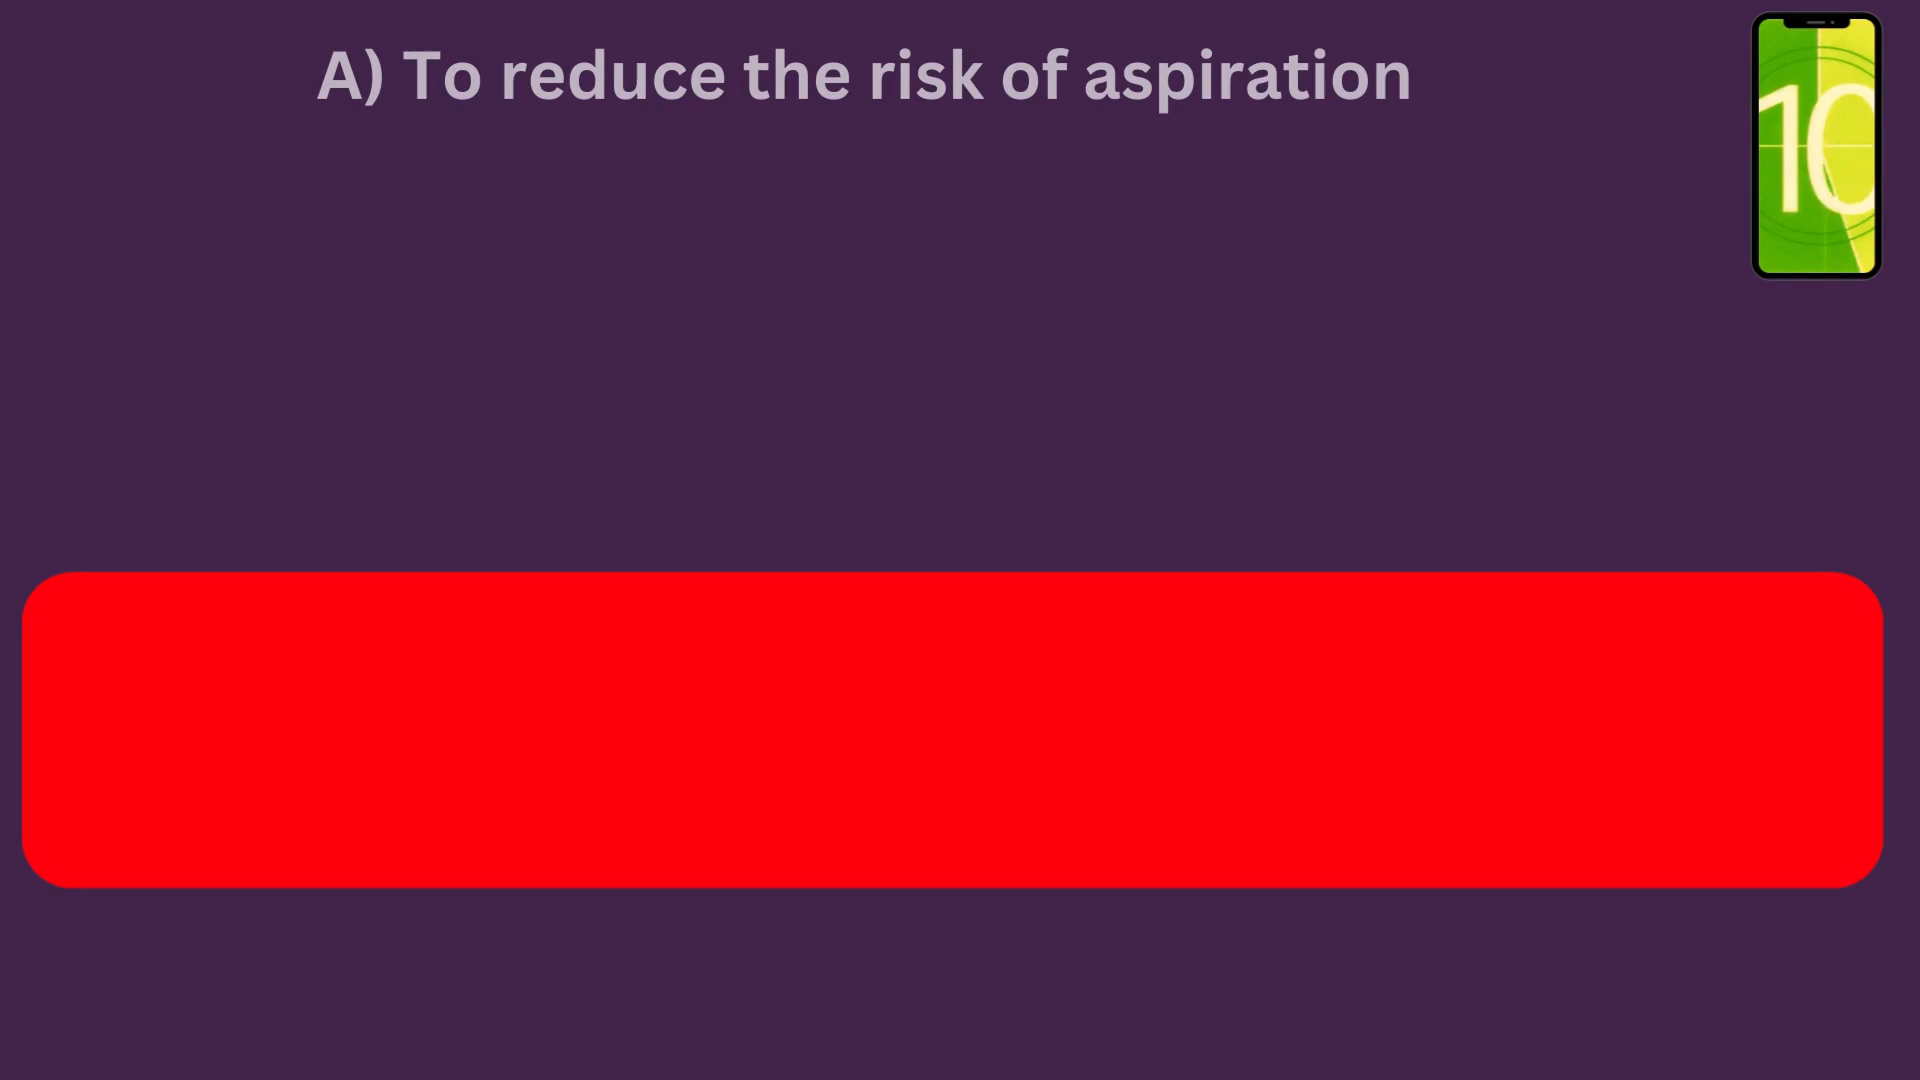 A) To reduce the risk of aspiration
10